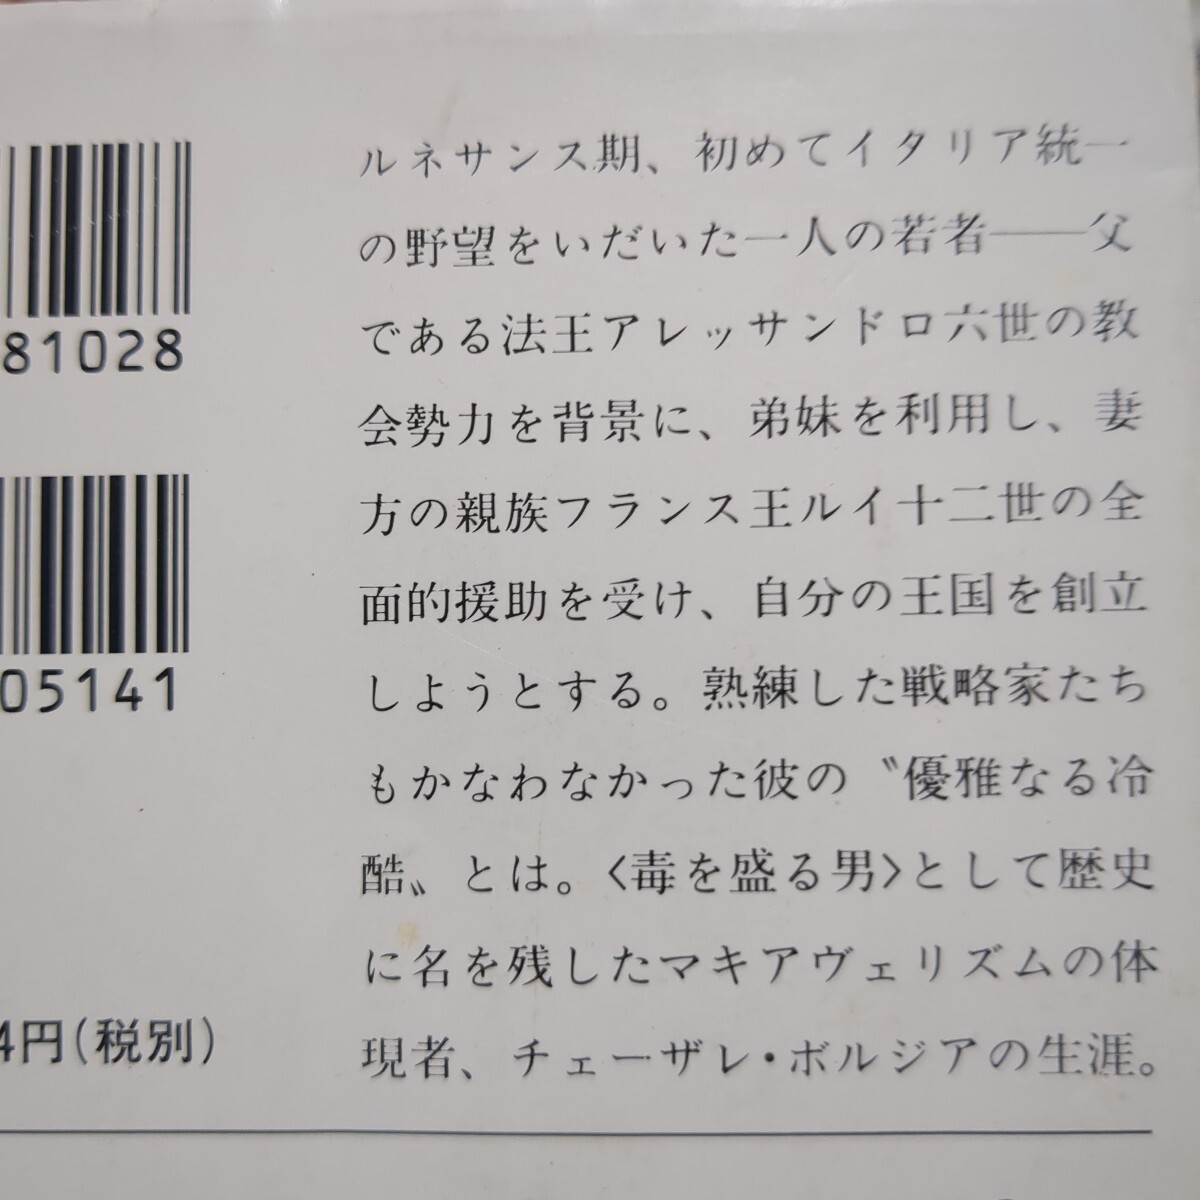 81028
05141
4円(税別)
ルネサンス期、初めてイタリア統一
の野望をいだいた一人の若者――父
である法王アレッサンドロ六世の教
会勢力を背景に、弟妹を利用し、妻
方の親族フランス王ルイ十二世の全
面的援助を受け、自分の王国を創立
しようとする。熟練した戦略家たち
もかなわなかった彼の〝優雅なる冷
酷〟とは。〈毒を盛る男〉として歴史
に名を残したマキアヴェリズムの体
現者、チェーザレ・ボルジアの生涯。